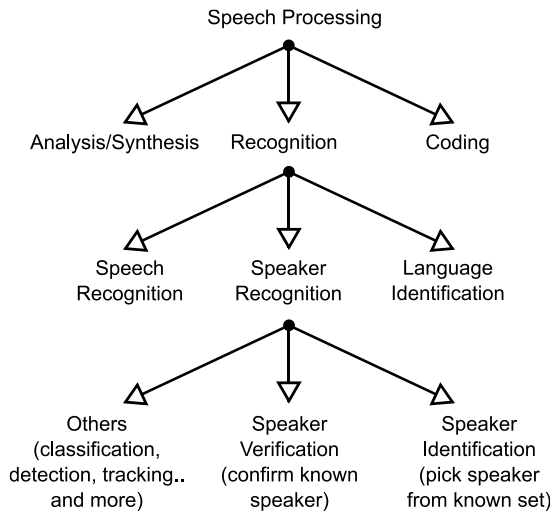 Speech Processing
Analysis/Synthesis
Recognition
Coding
Speech
Recognition
Speaker
Recognition
Language
Identification
Others
(classification,
detection, tracking..
and more)
Speaker
Verification
(confirm known
speaker)
Speaker
Identification
(pick speaker
from known set)